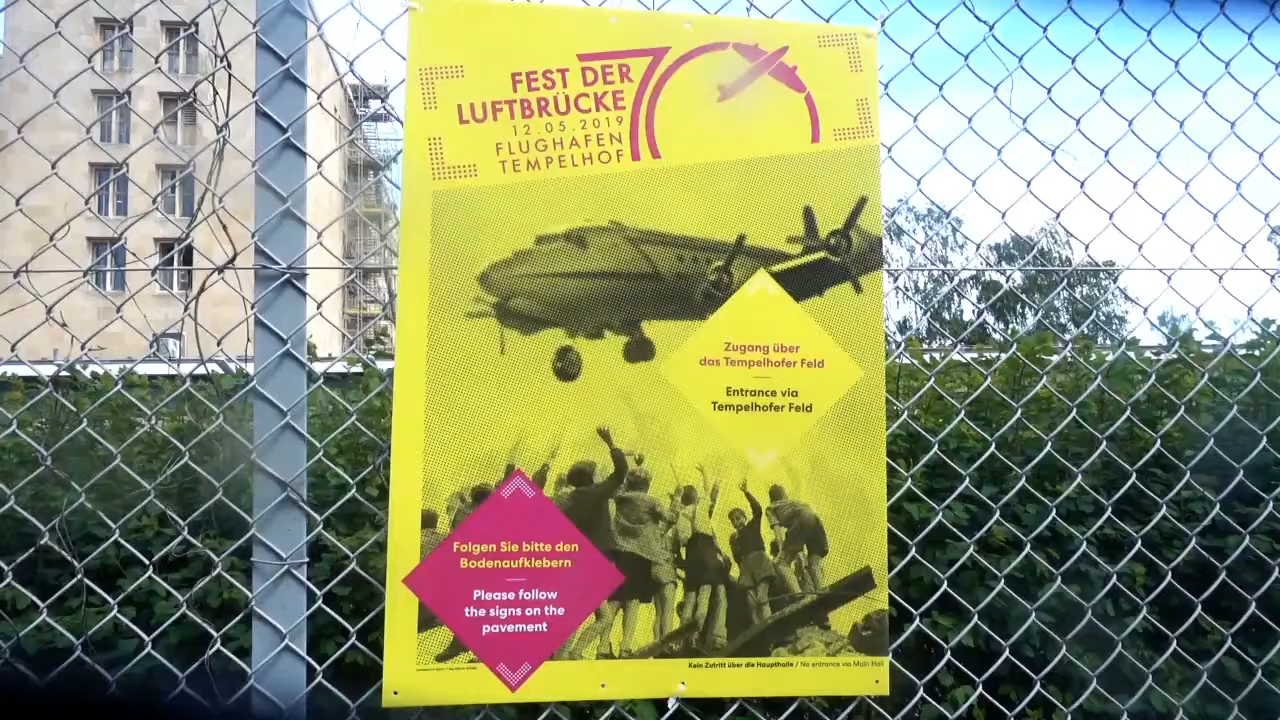 FEST DER
LUFTBRÜCKE
70
12.05.2019
FLUGHAFEN
TEMPELHOF
Zugang über
das Tempelhofer Feld
Entrance via
Tempelhofer Feld
Folgen Sie bitte den
Bodenaufklebern
Please follow
the signs on the
pavement
Kein Zutritt über die Haupthalle / No entrance via Main Hall